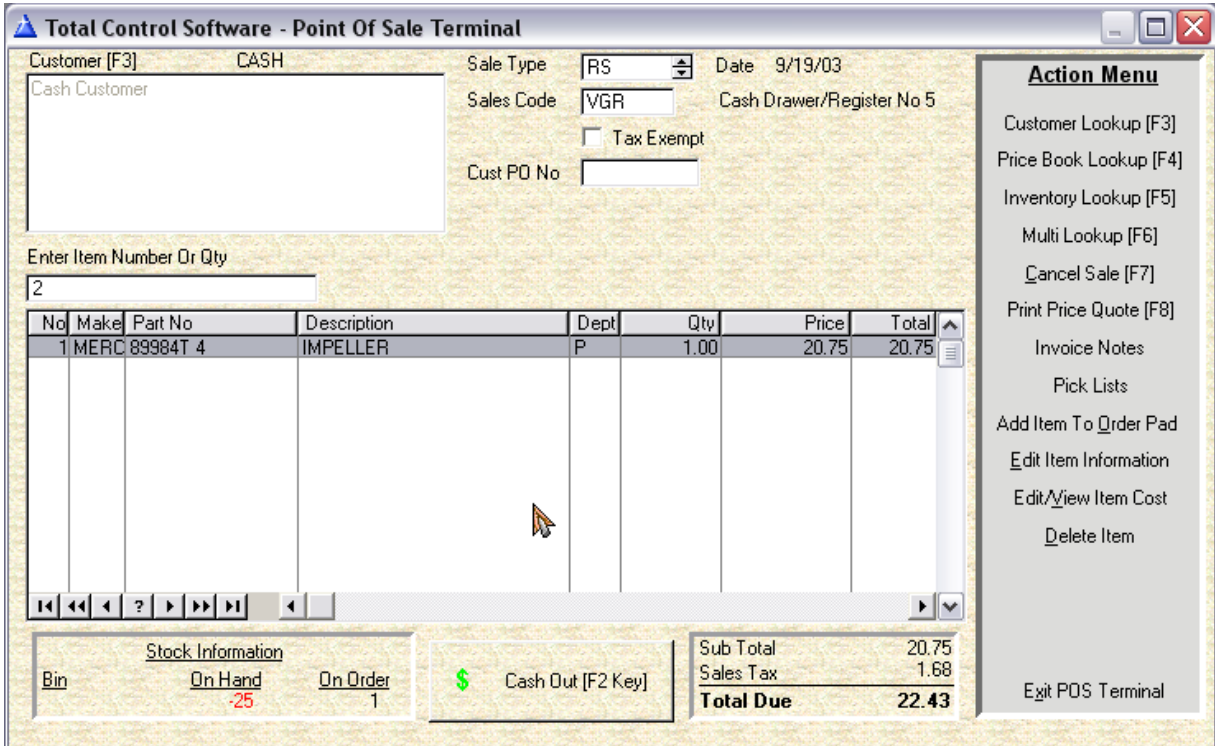 Total Control Software - Point Of Sale Terminal
Customer [F3] CASH
Cash Customer
Sale Type RS Date 9/19/03
Sales Code VGR Cash Drawer/Register No 5
Tax Exempt
Cust PO No
Enter Item Number Or Qty
2
No Make Part No Description Dept Qty Price Total
1 MERC 89984T 4 IMPELLER P 1.00 20.75 20.75
?
Stock Information
Bin On Hand On Order
-25 1
$ Cash Out [F2 Key]
Sub Total 20.75
Sales Tax 1.68
Total Due 22.43
Action Menu
Customer Lookup [F3]
Price Book Lookup [F4]
Inventory Lookup [F5]
Multi Lookup [F6]
Cancel Sale [F7]
Print Price Quote [F8]
Invoice Notes
Pick Lists
Add Item To Order Pad
Edit Item Information
Edit/View Item Cost
Delete Item
Exit POS Terminal